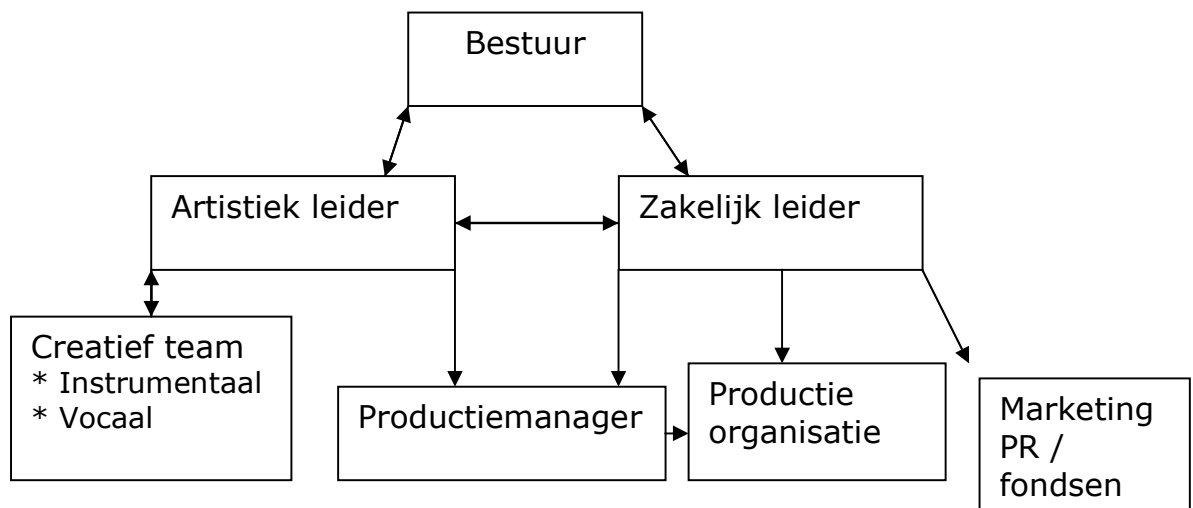 Bestuur
Artistiek leider
Zakelijk leider
Creatief team
* Instrumentaal
* Vocaal
Productiemanager
Productie
organisatie
Marketing
PR /
fondsen